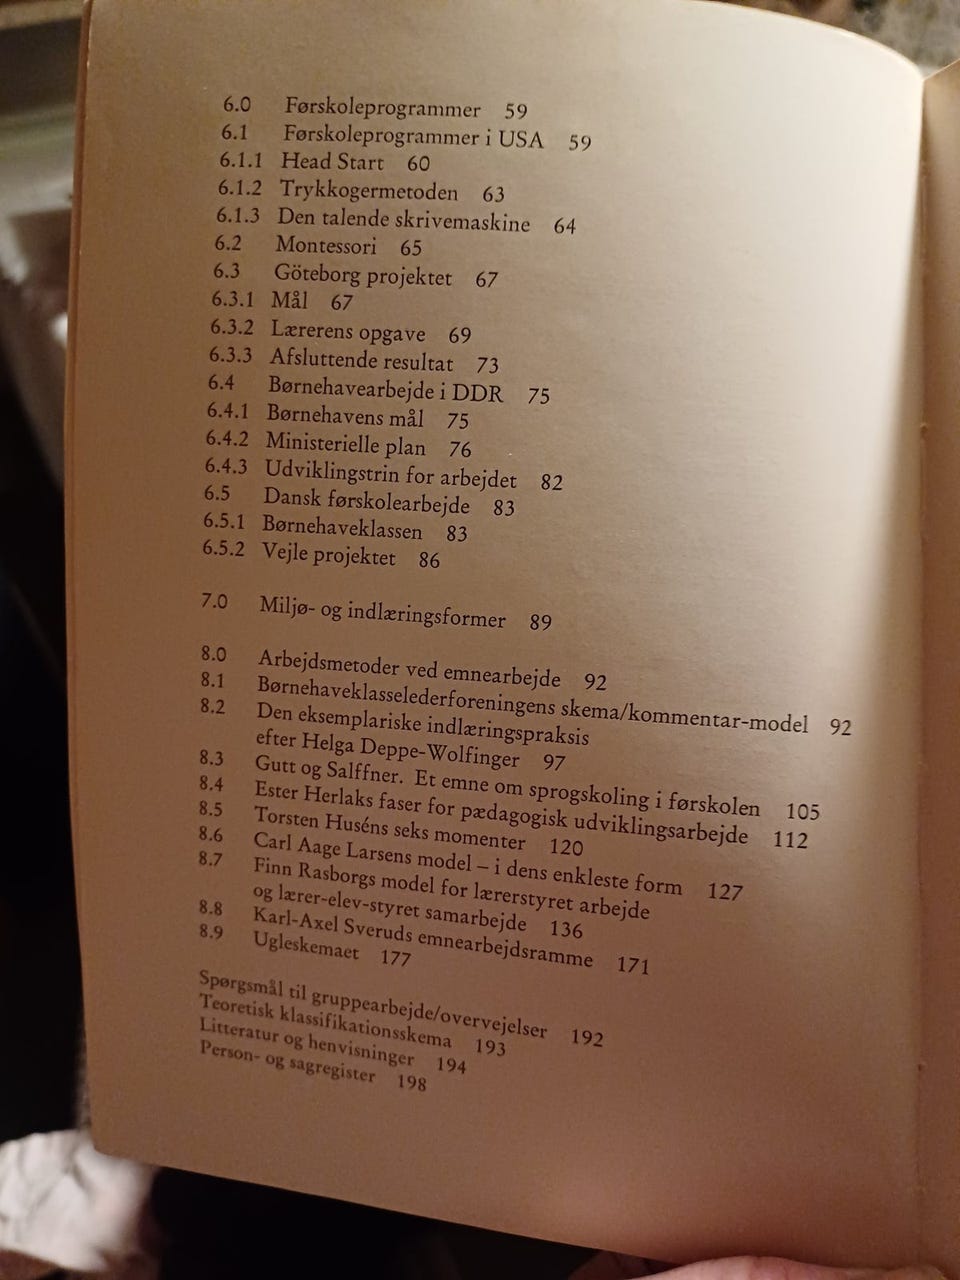 6.0 Førskoleprogrammer 59
6.1 Førskoleprogrammer i USA 59
6.1.1 Head Start 60
6.1.2 Trykkogermetoden 63
6.1.3 Den talende skrivemaskine 64
6.2 Montessori 65
6.3 Göteborg projektet 67
6.3.1 Mål 67
6.3.2 Lærerens opgave 69
6.3.3 Afsluttende resultat 73
6.4 Børnehavearbejde i DDR 75
6.4.1 Børnehavens mål 75
6.4.2 Ministerielle plan 76
6.4.3 Udviklingstrin for arbejdet 82
6.5 Dansk førskolearbejde 83
6.5.1 Børnehaveklassen 83
6.5.2 Vejle projektet 86
7.0 Miljø- og indlæringsformer 89
8.0 Arbejdsmetoder ved emnearbejde 92
8.1 Børnehaveklasselederforeningens skema/kommentar-model 92
8.2 Den eksemplariske indlæringspraksis
efter Helga Deppe-Wolfinger 97
8.3 Gutt og Salffner. Et emne om sprogskoling i førskolen 105
8.4 Ester Herlaks faser for pædagogisk udviklingsarbejde 112
8.5 Torsten Huséns seks momenter 120
8.6 Carl Aage Larsens model – i dens enkleste form 127
8.7 Finn Rasborgs model for lærerstyret arbejde
og lærer-elev-styret samarbejde 136
8.8 Karl-Axel Sveruds emnearbejdsramme 171
8.9 Ugleskemaet 177
Spørgsmål til gruppearbejde/overvejelser 192
Teoretisk klassifikationsskema 193
Litteratur og henvisninger 194
Person- og sagregister 198